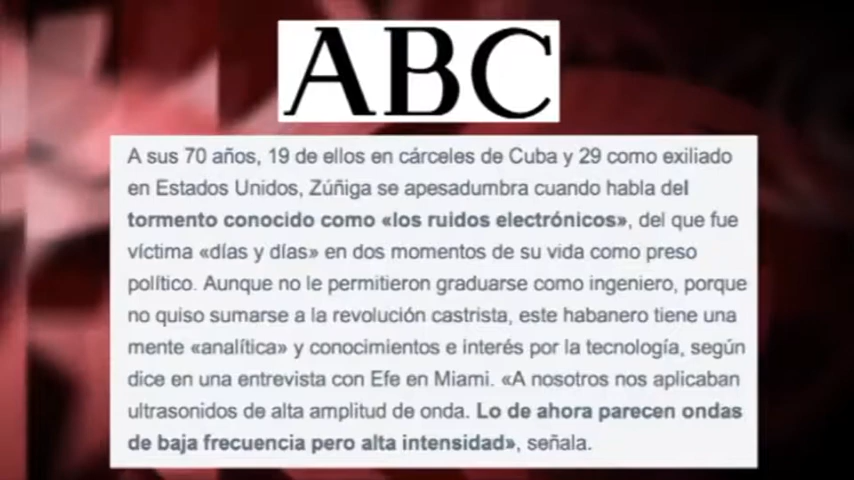 ABC
A sus 70 años, 19 de ellos en cárceles de Cuba y 29 como exiliado
en Estados Unidos, Zúñiga se apesadumbra cuando habla del
tormento conocido como «los ruidos electrónicos», del que fue
víctima «días y días» en dos momentos de su vida como preso
político. Aunque no le permitieron graduarse como ingeniero, porque
no quiso sumarse a la revolución castrista, este habanero tiene una
mente «analítica» y conocimientos e interés por la tecnología, según
dice en una entrevista con Efe en Miami. «A nosotros nos aplicaban
ultrasonidos de alta amplitud de onda. Lo de ahora parecen ondas
de baja frecuencia pero alta intensidad», señala.